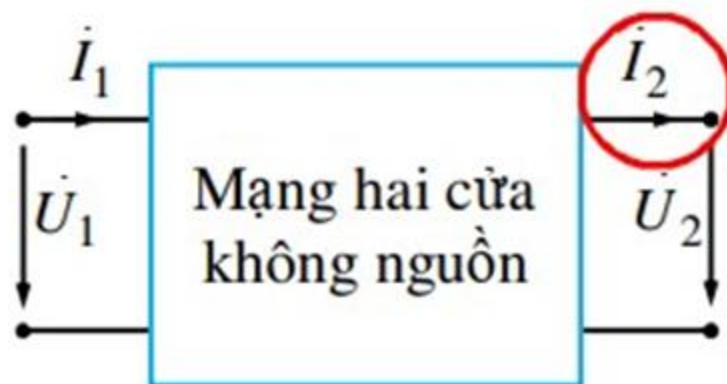 İ₁
İ₂
U̇₁
Mạng hai cửa
không nguồn
U̇₂